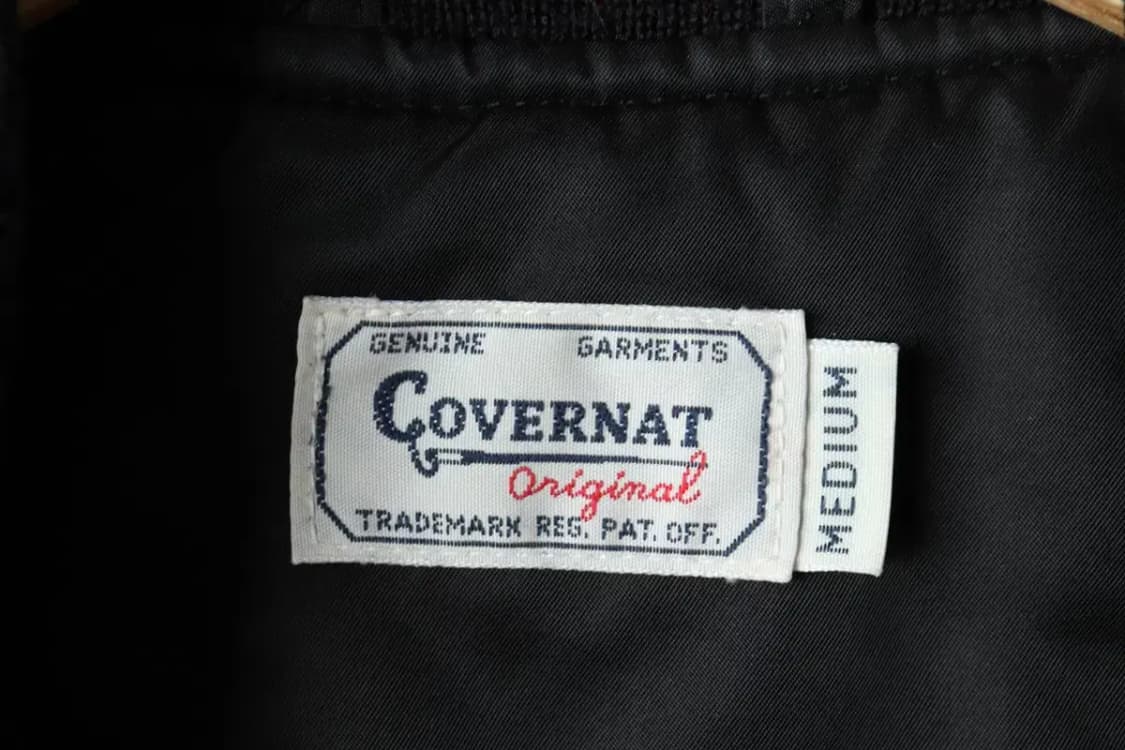 GENUINE GARMENTS
COVERNAT
Original
TRADEMARK REG. PAT. OFF.
MEDIUM